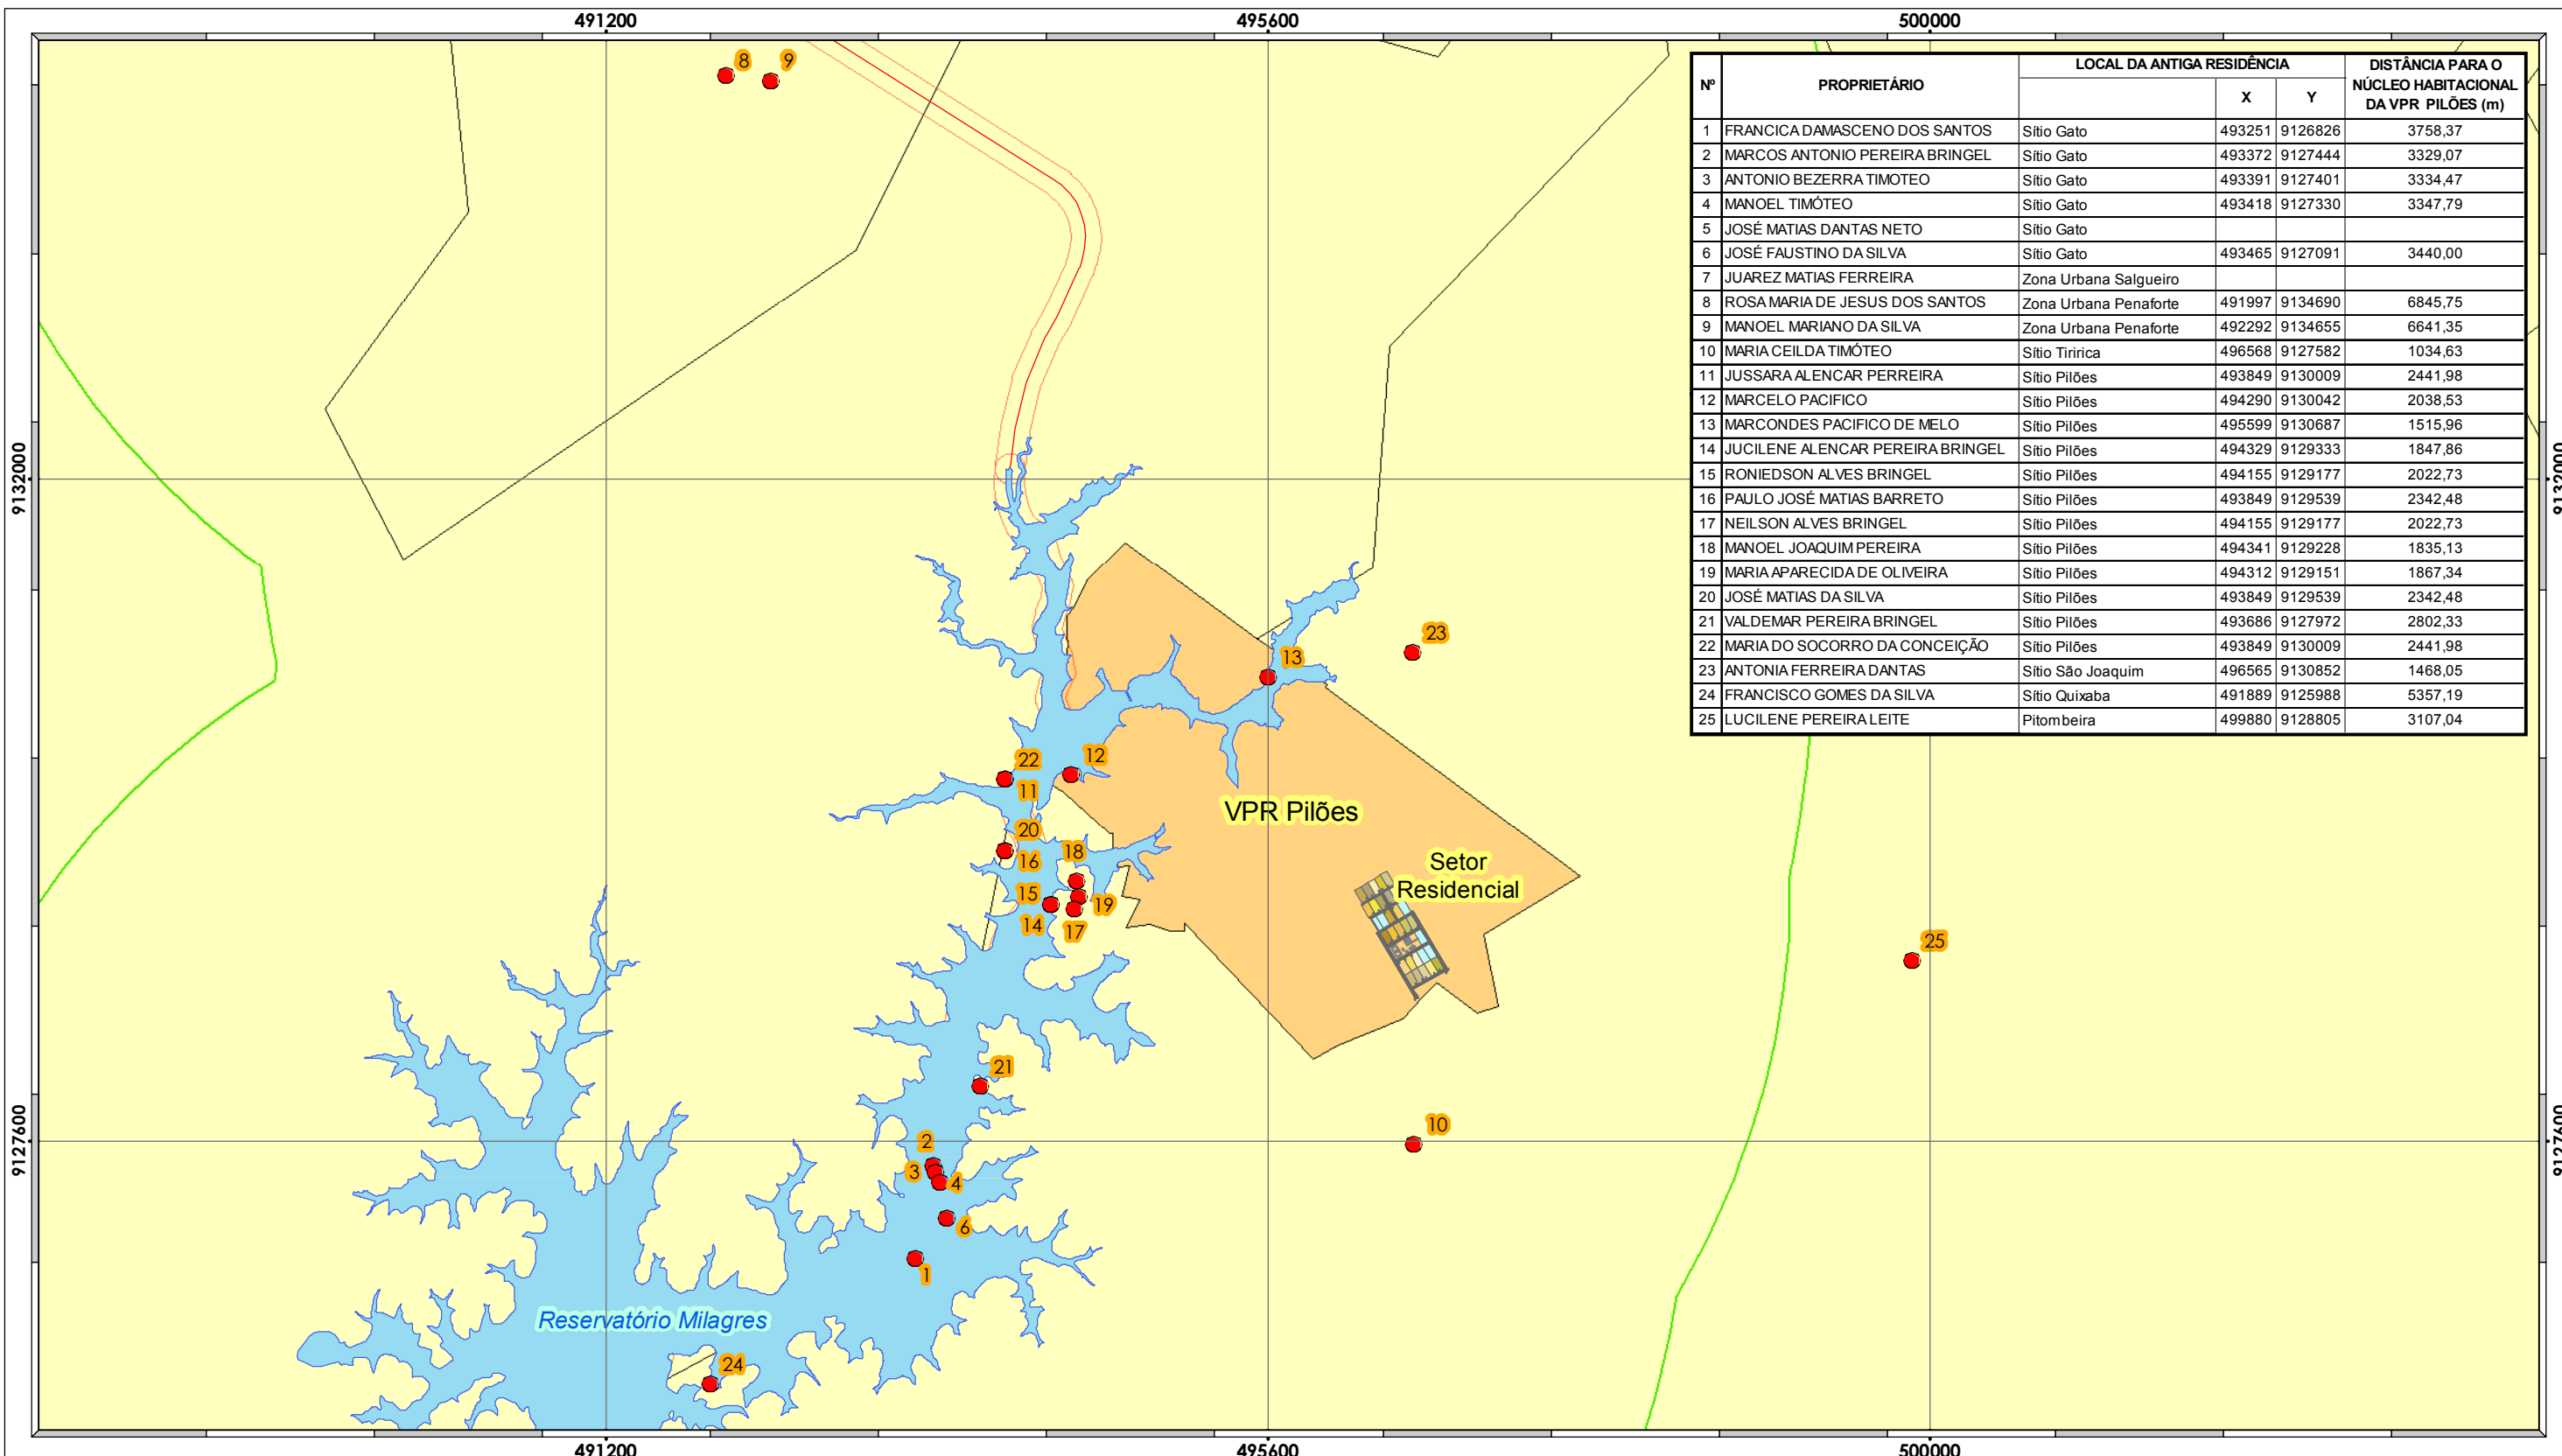 491200 495600 500000
8 9
Nº PROPRIETÁRIO LOCAL DA ANTIGA RESIDÊNCIA X Y DISTÂNCIA PARA O NÚCLEO HABITACIONAL DA VPR PILÕES (m)
1 FRANCICA DAMASCENO DOS SANTOS Sítio Gato 493251 9126826 3758,37
2 MARCOS ANTONIO PEREIRA BRINGEL Sítio Gato 493372 9127444 3329,07
3 ANTONIO BEZERRA TIMOTEO Sítio Gato 493391 9127401 3334,47
4 MANOEL TIMÓTEO Sítio Gato 493418 9127330 3347,79
5 JOSÉ MATIAS DANTAS NETO Sítio Gato
6 JOSÉ FAUSTINO DA SILVA Sítio Gato 493465 9127091 3440,00
7 JUAREZ MATIAS FERREIRA Zona Urbana Salgueiro
8 ROSA MARIA DE JESUS DOS SANTOS Zona Urbana Penaforte 491997 9134690 6845,75
9 MANOEL MARIANO DA SILVA Zona Urbana Penaforte 492292 9134655 6641,35
10 MARIA CEILDA TIMÓTEO Sítio Tiririca 496568 9127582 1034,63
11 JUSSARA ALENCAR PERREIRA Sítio Pilões 493849 9130009 2441,98
12 MARCELO PACIFICO Sítio Pilões 494290 9130042 2038,53
13 MARCONDES PACIFICO DE MELO Sítio Pilões 495599 9130687 1515,96
14 JUCILENE ALENCAR PEREIRA BRINGEL Sítio Pilões 494329 9129333 1847,86
15 RONIEDSON ALVES BRINGEL Sítio Pilões 494155 9129177 2022,73
16 PAULO JOSÉ MATIAS BARRETO Sítio Pilões 493849 9129539 2342,48
17 NEILSON ALVES BRINGEL Sítio Pilões 494155 9129177 2022,73
18 MANOEL JOAQUIM PEREIRA Sítio Pilões 494341 9129228 1835,13
19 MARIA APARECIDA DE OLIVEIRA Sítio Pilões 494312 9129151 1867,34
20 JOSÉ MATIAS DA SILVA Sítio Pilões 493849 9129539 2342,48
21 VALDEMAR PEREIRA BRINGEL Sítio Pilões 493686 9127972 2802,33
22 MARIA DO SOCORRO DA CONCEIÇÃO Sítio Pilões 493849 9130009 2441,98
23 ANTONIA FERREIRA DANTAS Sítio São Joaquim 496565 9130852 1468,05
24 FRANCISCO GOMES DA SILVA Sítio Quixaba 491889 9125988 5357,19
25 LUCILENE PEREIRA LEITE Pitombeira 499880 9128805 3107,04
9132000 9132000
23
13
22 12
11
VPR Pilões
20
18
16
Setor
Residencial
15 19
14 17
25
21
10
2
9127600 9127600
3 4
6
1
Reservatório Milagres
24
491200 495600 500000